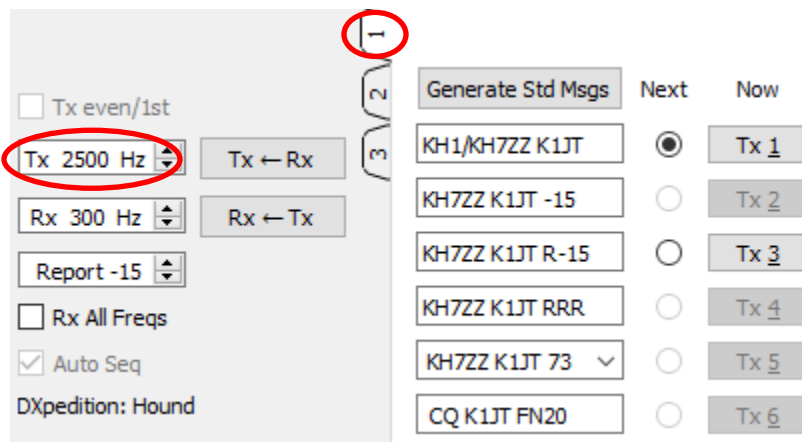 1
2
3
Tx even/1st
Tx 2500 Hz
Tx ← Rx
Rx 300 Hz
Rx ← Tx
Report -15
Rx All Freqs
Auto Seq
DXpedition: Hound
Generate Std Msgs Next Now
KH1/KH7ZZ K1JT Tx 1
KH7ZZ K1JT -15 Tx 2
KH7ZZ K1JT R-15 Tx 3
KH7ZZ K1JT RRR Tx 4
KH7ZZ K1JT 73 Tx 5
CQ K1JT FN20 Tx 6